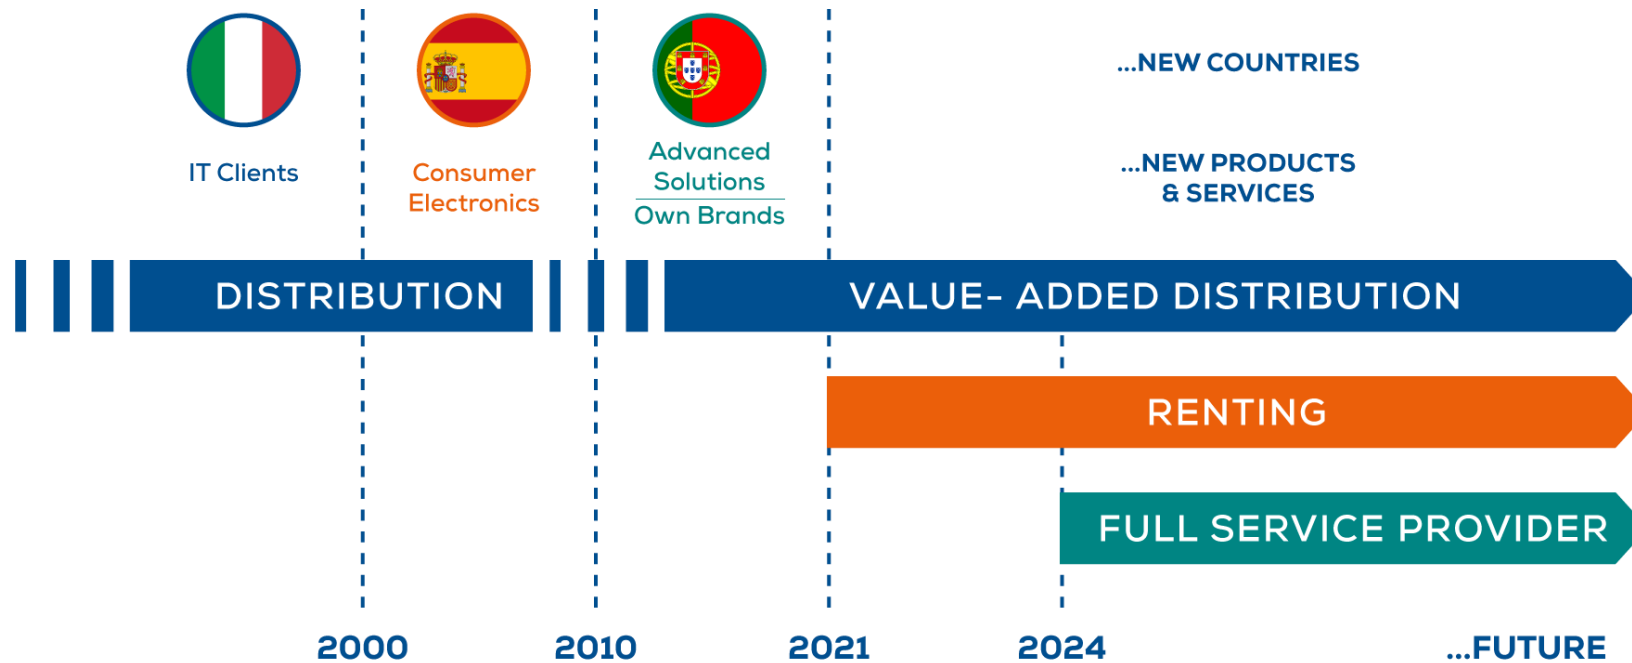 ...NEW COUNTRIES
IT Clients
Consumer
Electronics
Advanced
Solutions
Own Brands
...NEW PRODUCTS
& SERVICES
DISTRIBUTION
VALUE- ADDED DISTRIBUTION
RENTING
FULL SERVICE PROVIDER
2000
2010
2021
2024
...FUTURE